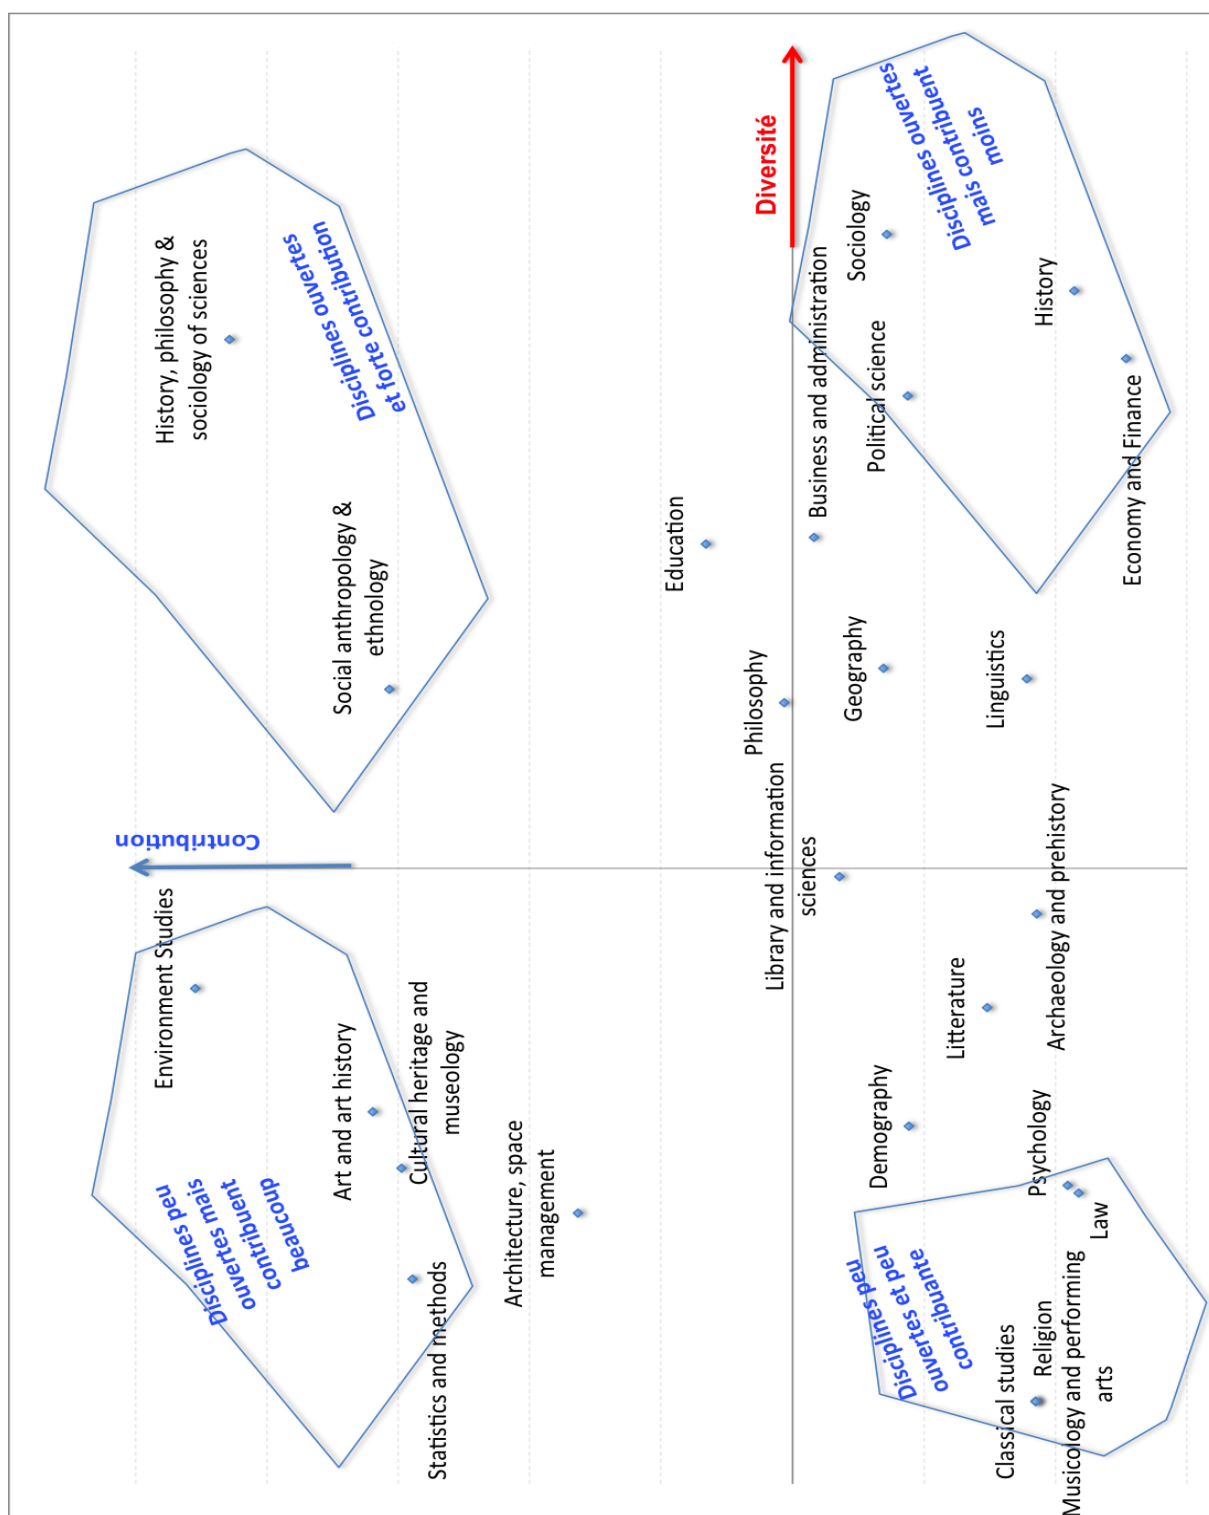 Contribution
Environment Studies
History, philosophy &
sociology of sciences
Disciplines peu
ouvertes mais
contribuent
beaucoup
Disciplines ouvertes
et forte contribution
Art and art history
Social anthropology &
ethnology
Cultural heritage and
museology
Statistics and methods
Architecture, space
management
Education
Philosophy
Diversité
Library and information
sciences
Business and administration
Geography
Sociology
Political science
Demography
Disciplines peu
ouvertes et peu
contribuante
Disciplines ouvertes
mais contribuent
moins
Litterature
Linguistics
Classical studies
Religion
Musicology and performing
arts
Psychology
Law
Archaeology and prehistory
History
Economy and Finance